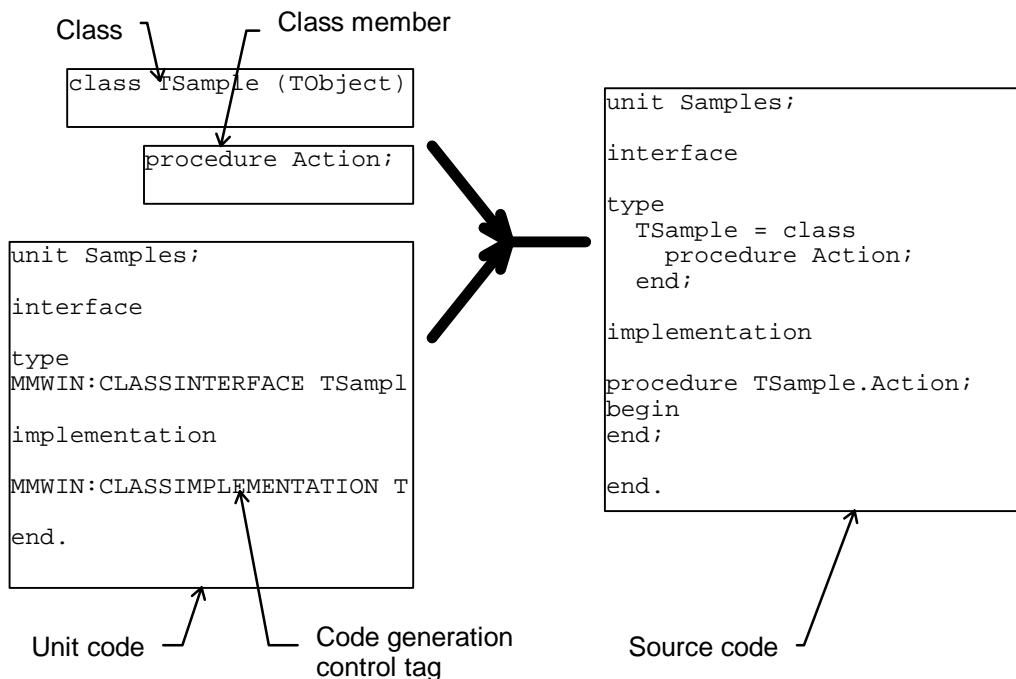 Class
Class member
class TSample (TObject)
procedure Action;
unit Samples;
interface
type
MMWIN:CLASSINTERFACE TSampl
implementation
MMWIN:CLASSIMPLEMENTATION T
end.
Unit code
Code generation
control tag
unit Samples;
interface
type
TSample = class
procedure Action;
end;
implementation
procedure TSample.Action;
begin
end;
end.
Source code